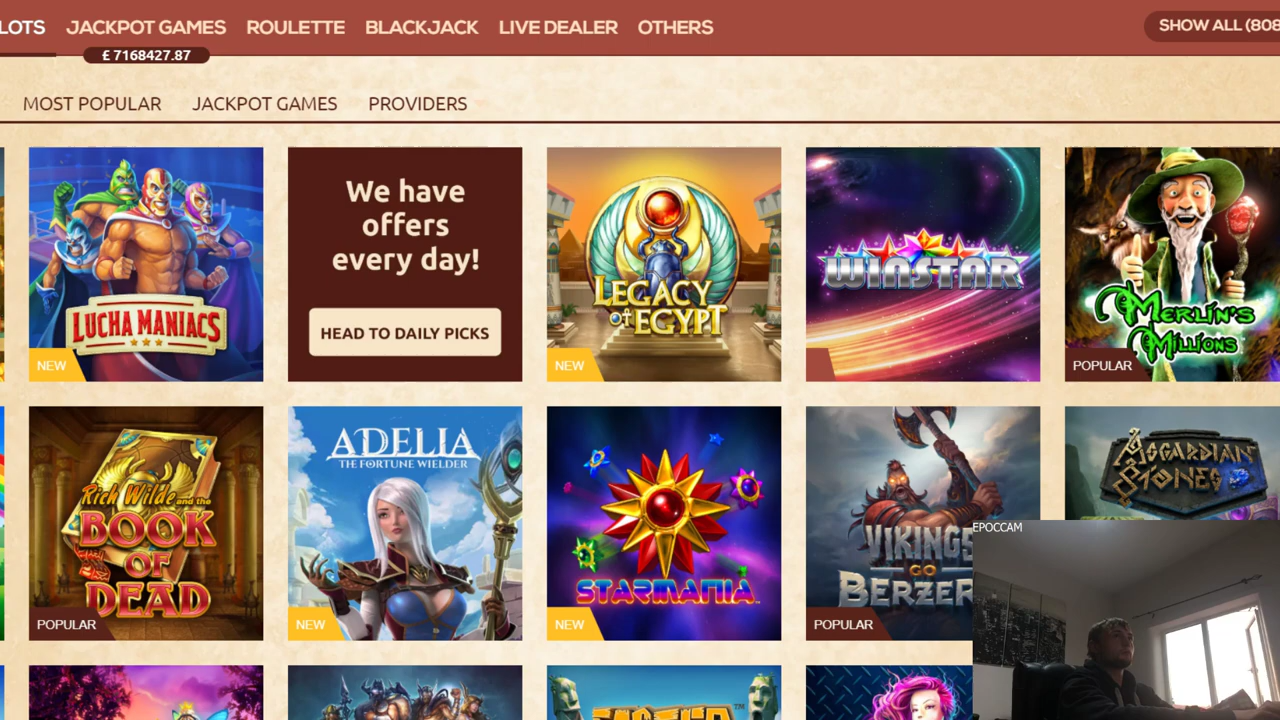 LOTS JACKPOT GAMES ROULETTE BLACKJACK LIVE DEALER OTHERS SHOW ALL (808
£ 7168427.87
MOST POPULAR JACKPOT GAMES PROVIDERS
LUCHA MANIACS
NEW
We have
offers
every day!
HEAD TO DAILY PICKS
LEGACY
OF EGYPT
NEW
WINSTAR
MERLIN'S
MILLIONS
POPULAR
Rich Wilde and the
BOOK
OF
DEAD
POPULAR
ADELIA
THE FORTUNE WIELDER
NEW
STARMANIA™
NEW
VIKINGS
GO
BERZER
POPULAR
ASGARDIAN
STONES
EPOCCAM